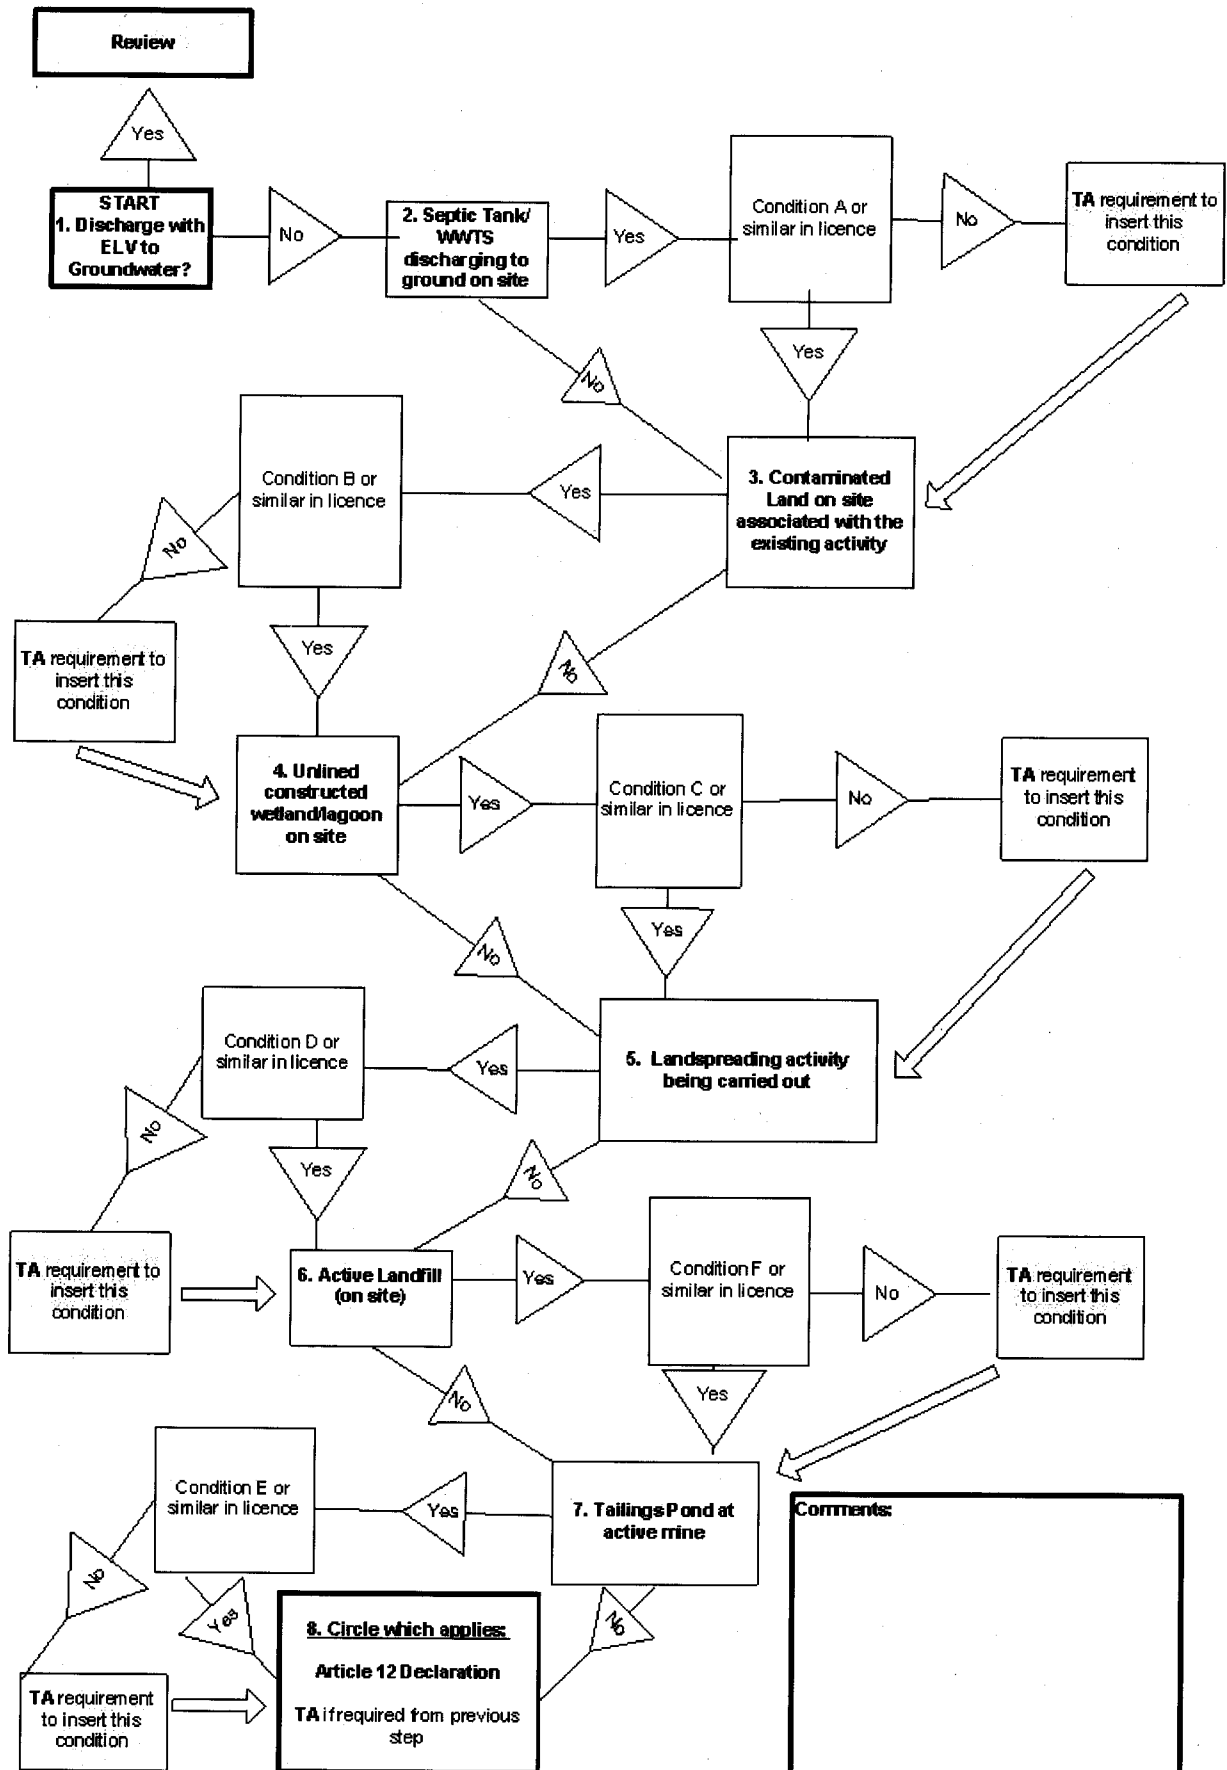 Review
Yes
START
1. Discharge with
ELV to
Groundwater?
No
2. Septic Tank/
WWTS
discharging to
ground on site
Yes
Condition A or
similar in licence
No
TA requirement to
insert this
condition
Yes
No
3. Contaminated
Land on site
associated with the
existing activity
Yes
Condition B or
similar in licence
No
TA requirement to
insert this
condition
Yes
No
4. Unlined
constructed
wetland/lagoon
on site
Yes
Condition C or
similar in licence
No
TA requirement
to insert this
condition
Yes
No
5. Landspreading activity
being carried out
Yes
Condition D or
similar in licence
No
TA requirement to
insert this
condition
Yes
No
6. Active Landfill
(on site)
Yes
Condition F or
similar in licence
No
TA requirement
to insert this
condition
Yes
No
7. Tailings Pond at
active mine
Yes
Condition E or
similar in licence
No
TA requirement
to insert this
condition
Yes
No
8. Circle which applies:
Article 12 Declaration
TA if required from previous
step
Comments: